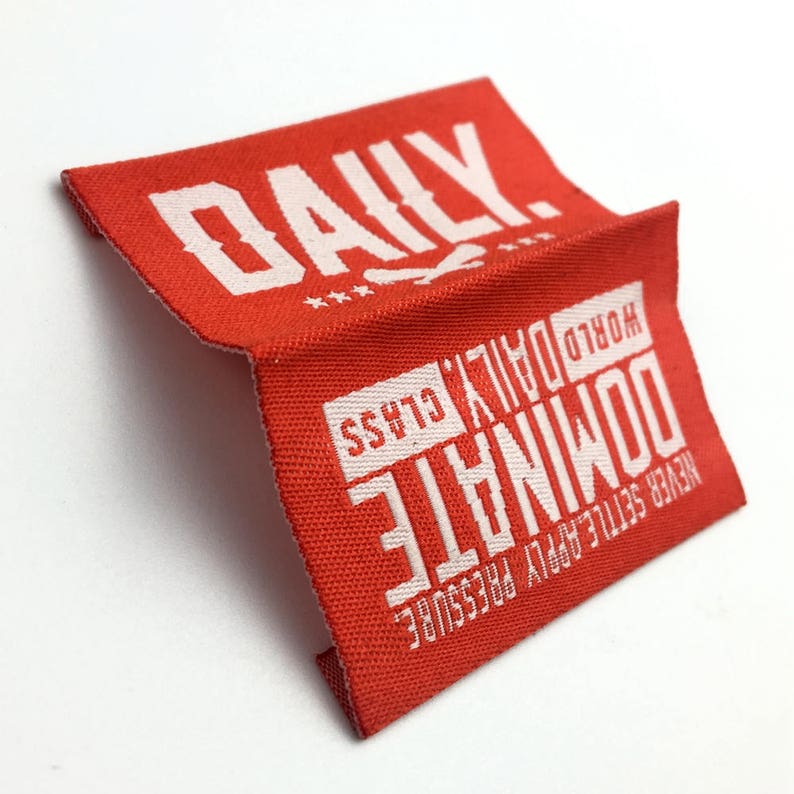 DAILY.
NEVER SETTLE.APPLY PRESSURE.
DOMINATE
WORLD DAILY. CLASS